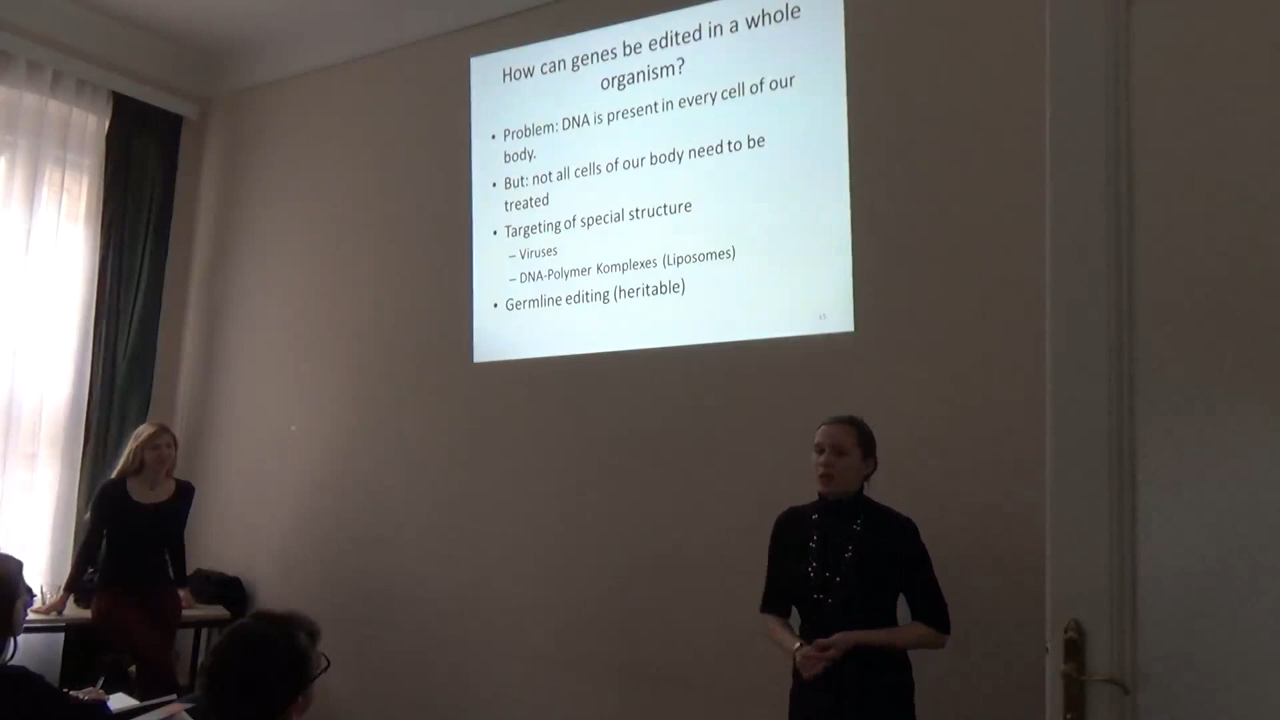 How can genes be edited in a whole
organism?
• Problem: DNA is present in every cell of our
body.
• But: not all cells of our body need to be
treated
• Targeting of special structure
– Viruses
– DNA-Polymer Komplexes (Liposomes)
• Germline editing (heritable)
15